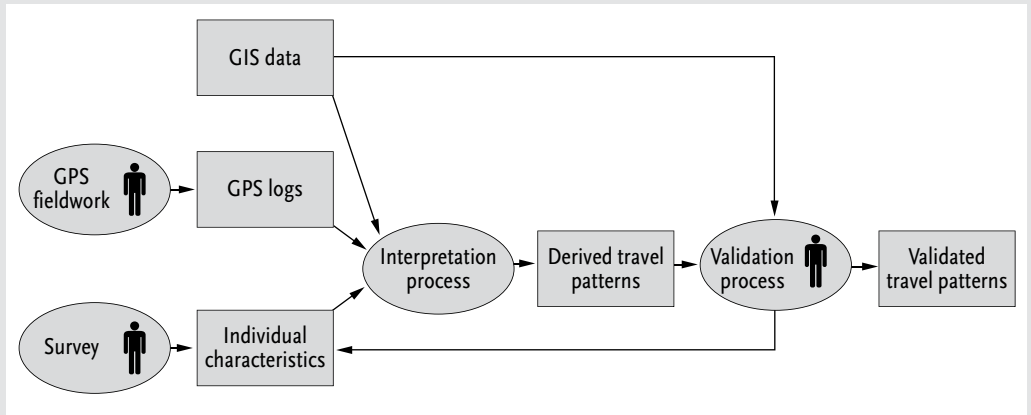 GIS data
GPS
fieldwork
GPS logs
Interpretation
process
Derived travel
patterns
Validation
process
Validated
travel patterns
Survey
Individual
characteristics